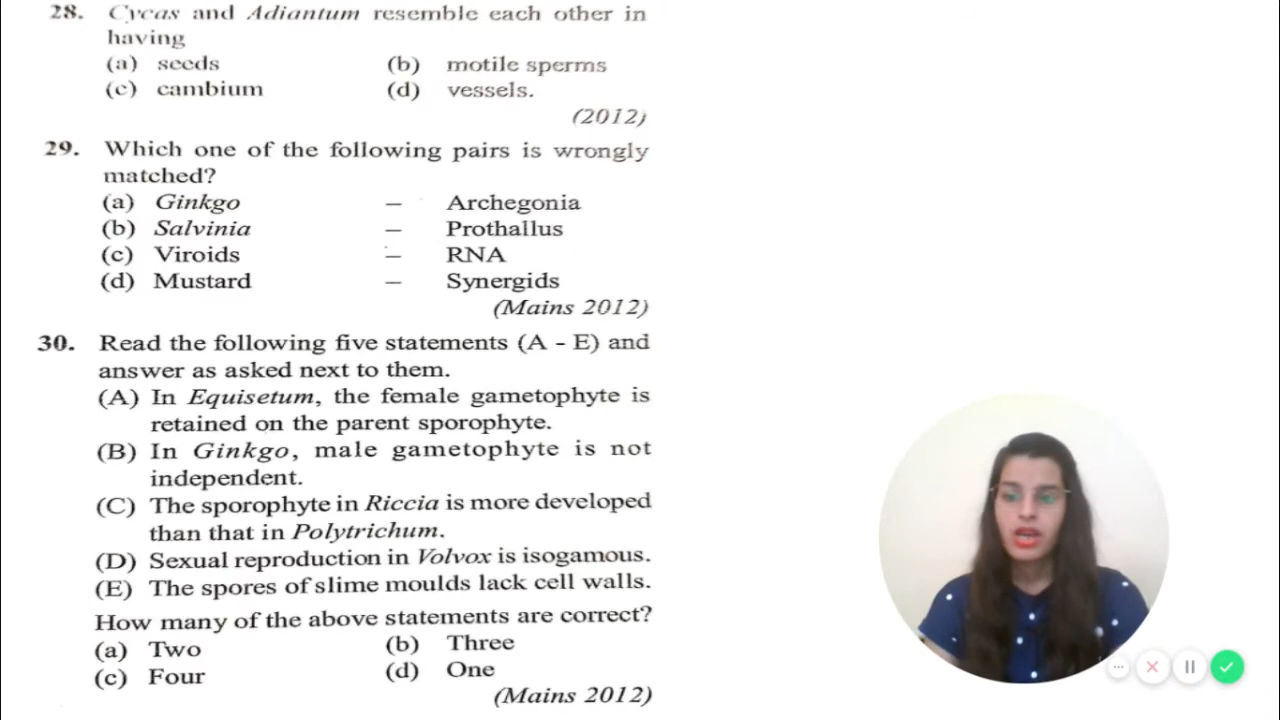 28. Cycas and Adiantum resemble each other in
having
(a) seeds (b) motile sperms
(c) cambium (d) vessels.
(2012)
29. Which one of the following pairs is wrongly
matched?
(a) Ginkgo – Archegonia
(b) Salvinia – Prothallus
(c) Viroids – RNA
(d) Mustard – Synergids
(Mains 2012)
30. Read the following five statements (A - E) and
answer as asked next to them.
(A) In Equisetum, the female gametophyte is
retained on the parent sporophyte.
(B) In Ginkgo, male gametophyte is not
independent.
(C) The sporophyte in Riccia is more developed
than that in Polytrichum.
(D) Sexual reproduction in Volvox is isogamous.
(E) The spores of slime moulds lack cell walls.
How many of the above statements are correct?
(a) Two (b) Three
(c) Four (d) One
(Mains 2012)